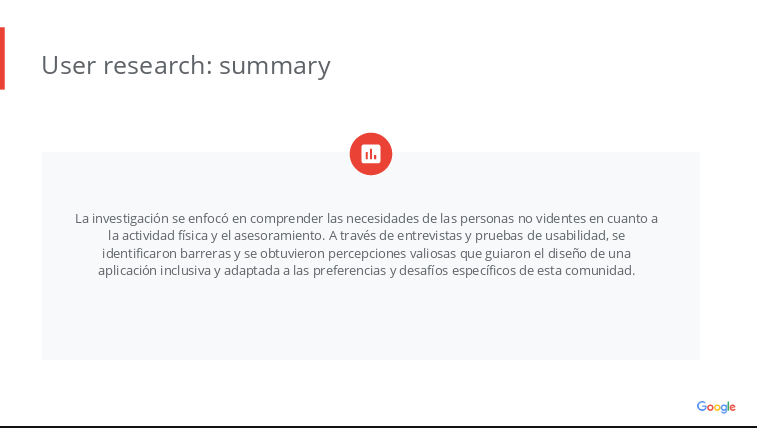 User research: summary
La investigación se enfocó en comprender las necesidades de las personas no videntes en cuanto a
la actividad física y el asesoramiento. A través de entrevistas y pruebas de usabilidad, se
identificaron barreras y se obtuvieron percepciones valiosas que guiaron el diseño de una
aplicación inclusiva y adaptada a las preferencias y desafíos específicos de esta comunidad.
Google